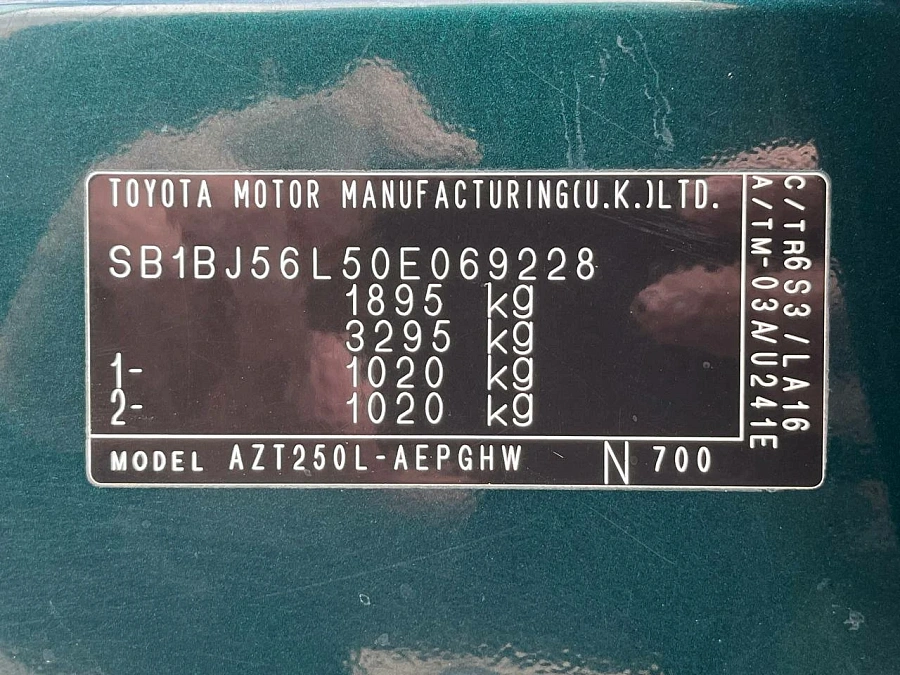 TOYOTA MOTOR MANUFACTURING(U.K.)LTD.
SB1BJ56L50E069228
1895 kg
3295 kg
1- 1020 kg
2- 1020 kg
MODEL AZT250L-AEPGHW N 700
C/TR6S3/LA16
A/TM-03A/U241E